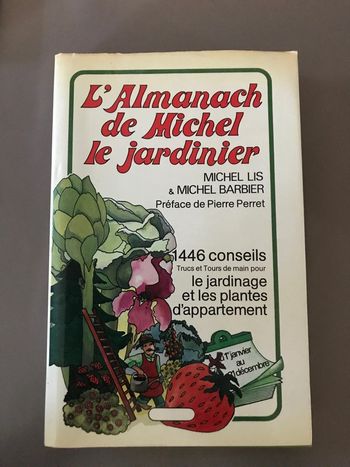 L'Almanach
de Michel
le jardinier
MICHEL LIS
& MICHEL BARBIER
Préface de Pierre Perret
1446 conseils
Trucs et Tours de main pour
le jardinage
et les plantes
d'appartement
1er janvier
au
31 décembre